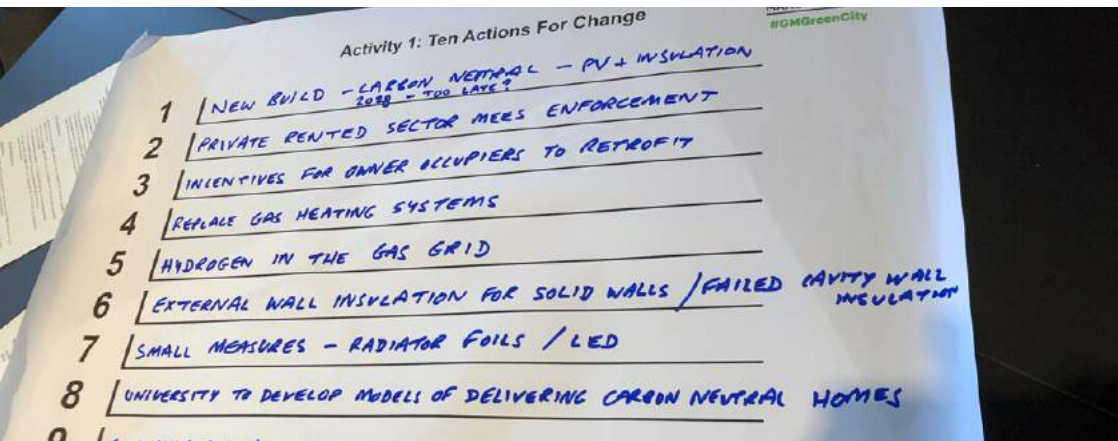 Activity 1: Ten Actions For Change
#GMGreenCity
1 NEW BUILD - CARBON NEUTRAL - PV + INSULATION
2028 - TOO LATE?
2 PRIVATE RENTED SECTOR MEES ENFORCEMENT
3 INCENTIVES FOR OWNER OCCUPIERS TO RETROFIT
4 REPLACE GAS HEATING SYSTEMS
5 HYDROGEN IN THE GAS GRID
6 EXTERNAL WALL INSULATION FOR SOLID WALLS / FAILED CAVITY WALL
INSULATION
7 SMALL MEASURES - RADIATOR FOILS / LED
8 UNIVERSITY TO DEVELOP MODELS OF DELIVERING CARBON NEUTRAL HOMES
9